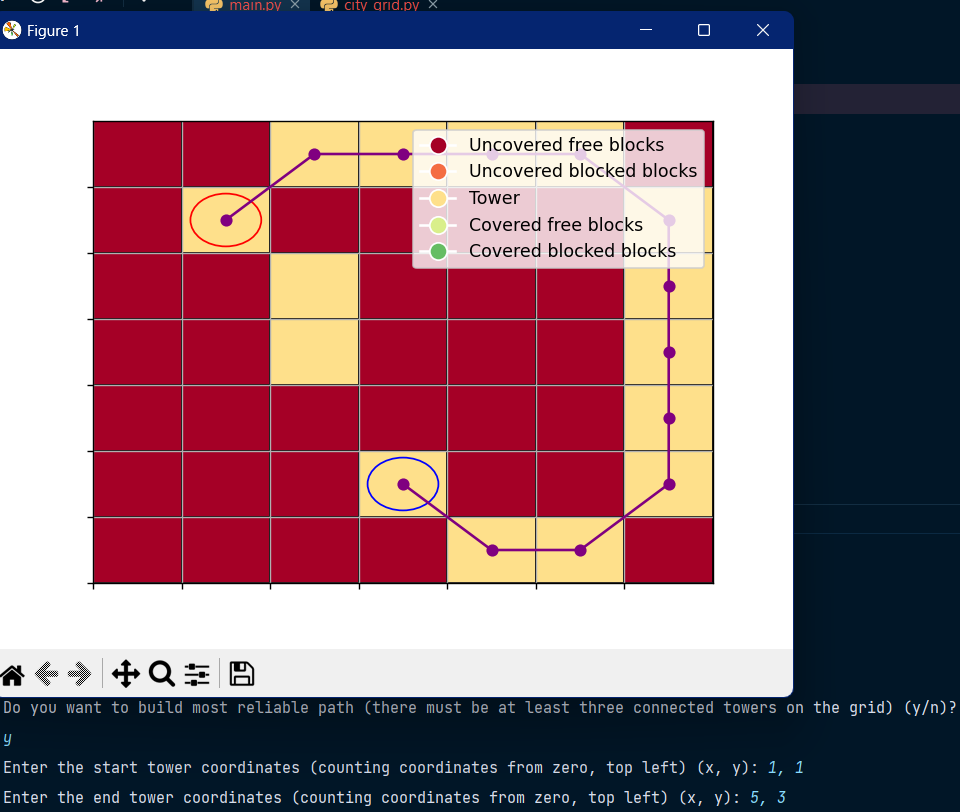 main.py
city_grid.py
Figure 1
Uncovered free blocks
Uncovered blocked blocks
Tower
Covered free blocks
Covered blocked blocks
Do you want to build most reliable path (there must be at least three connected towers on the grid) (y/n)?
y
Enter the start tower coordinates (counting coordinates from zero, top left) (x, y): 1, 1
Enter the end tower coordinates (counting coordinates from zero, top left) (x, y): 5, 3